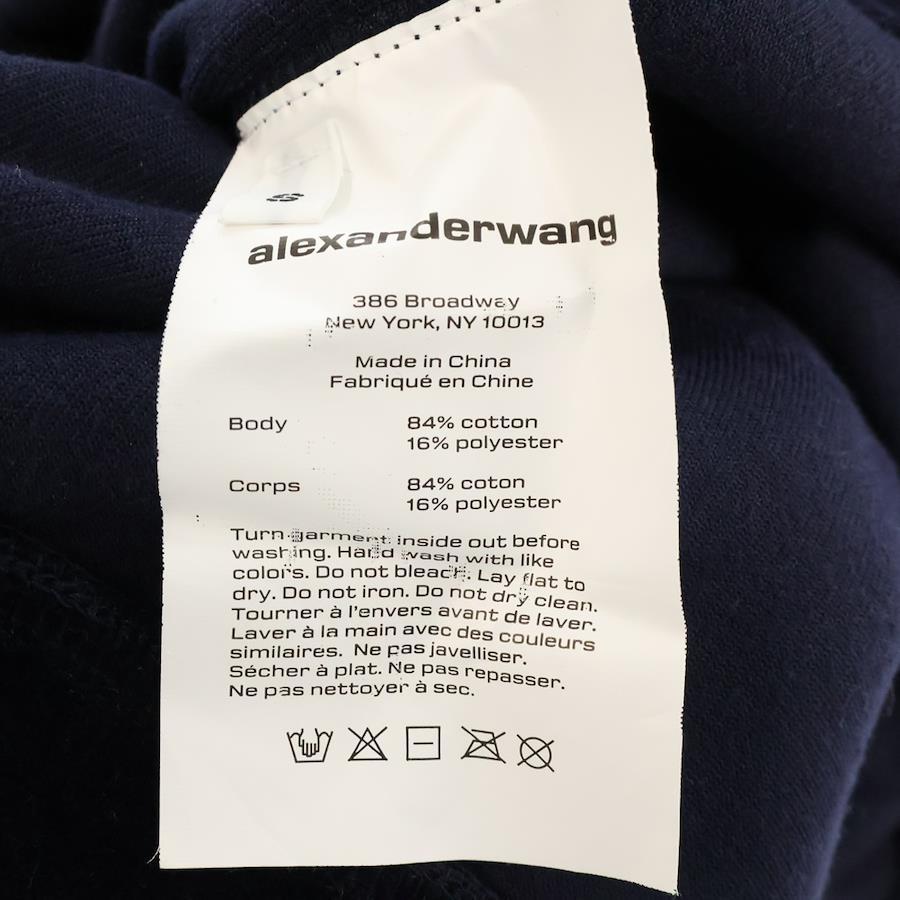 S
alexanderwang
386 Broadway
New York, NY 10013
Made in China
Fabriqué en Chine
Body 84% cotton
16% polyester
Corps 84% coton
16% polyester
Turn garment inside out before
washing. Hand wash with like
colors. Do not bleach. Lay flat to
dry. Do not iron. Do not dry clean.
Tourner à l'envers avant de laver.
Laver à la main avec des couleurs
similaires. Ne pas javelliser.
Sécher à plat. Ne pas repasser.
Ne pas nettoyer à sec.